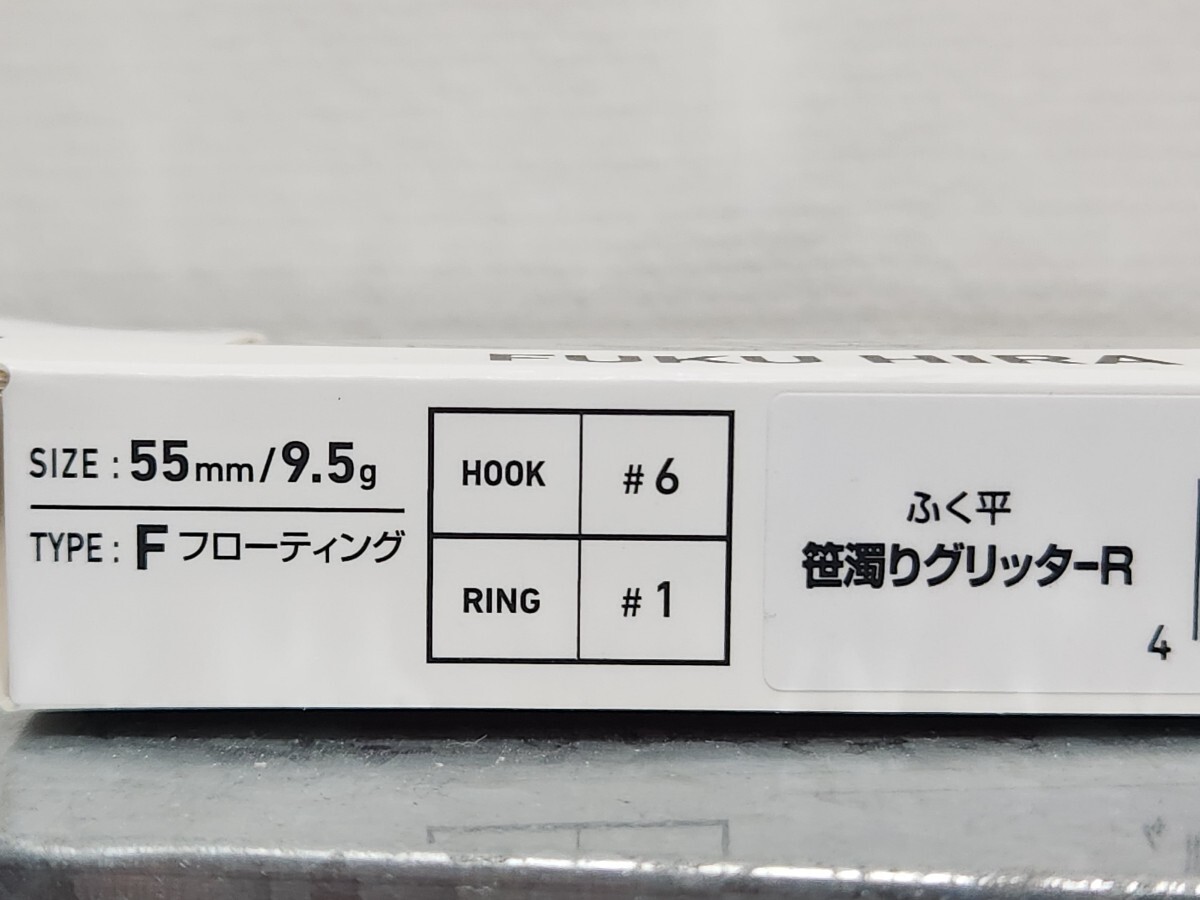 FUKU HIRA
SIZE : 55mm/9.5g
TYPE : F フローティング
HOOK #6
RING #1
ふく平
笹濁りグリッターR
4